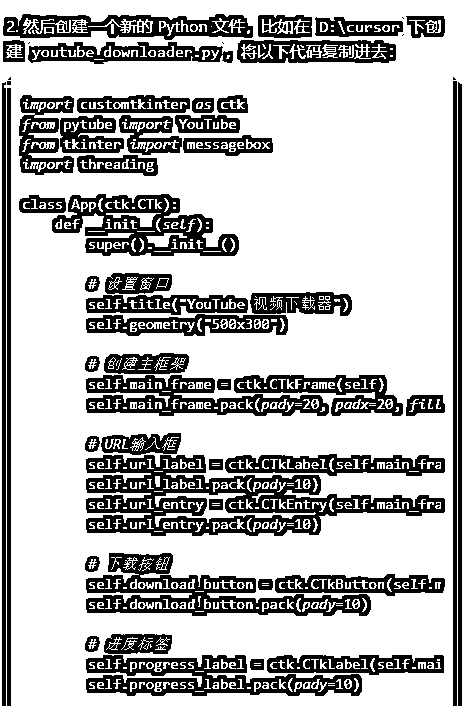 2. 然后创建一个新的 Python 文件，比如在 D:\cursor 下创
建 youtube_downloader.py，将以下代码复制进去：
import customtkinter as ctk
from pytube import YouTube
from tkinter import messagebox
import threading
class App(ctk.CTk):
def __init__(self):
super().__init__()
# 设置窗口
self.title("YouTube 视频下载器")
self.geometry("500x300")
# 创建主框架
self.main_frame = ctk.CTkFrame(self)
self.main_frame.pack(pady=20, padx=20, fill
# URL输入框
self.url_label = ctk.CTkLabel(self.main_fra
self.url_label.pack(pady=10)
self.url_entry = ctk.CTkEntry(self.main_fra
self.url_entry.pack(pady=10)
# 下载按钮
self.download_button = ctk.CTkButton(self.m
self.download_button.pack(pady=10)
# 进度标签
self.progress_label = ctk.CTkLabel(self.mai
self.progress_label.pack(pady=10)